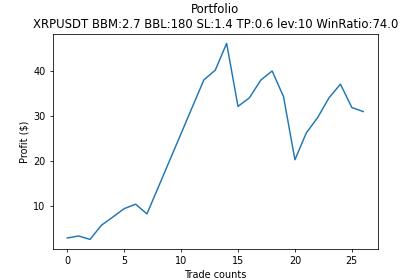 Portfolio
XRPUSDT BBM:2.7 BBL:180 SL:1.4 TP:0.6 lev:10 WinRatio:74.0
40
30
20
10
Profit ($)
0 5 10 15 20 25
Trade counts